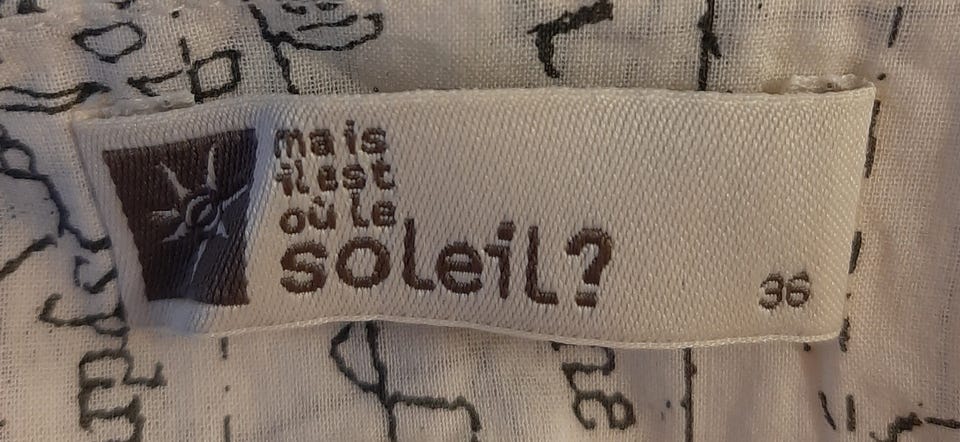 mais
il est
où le
soleil?
36